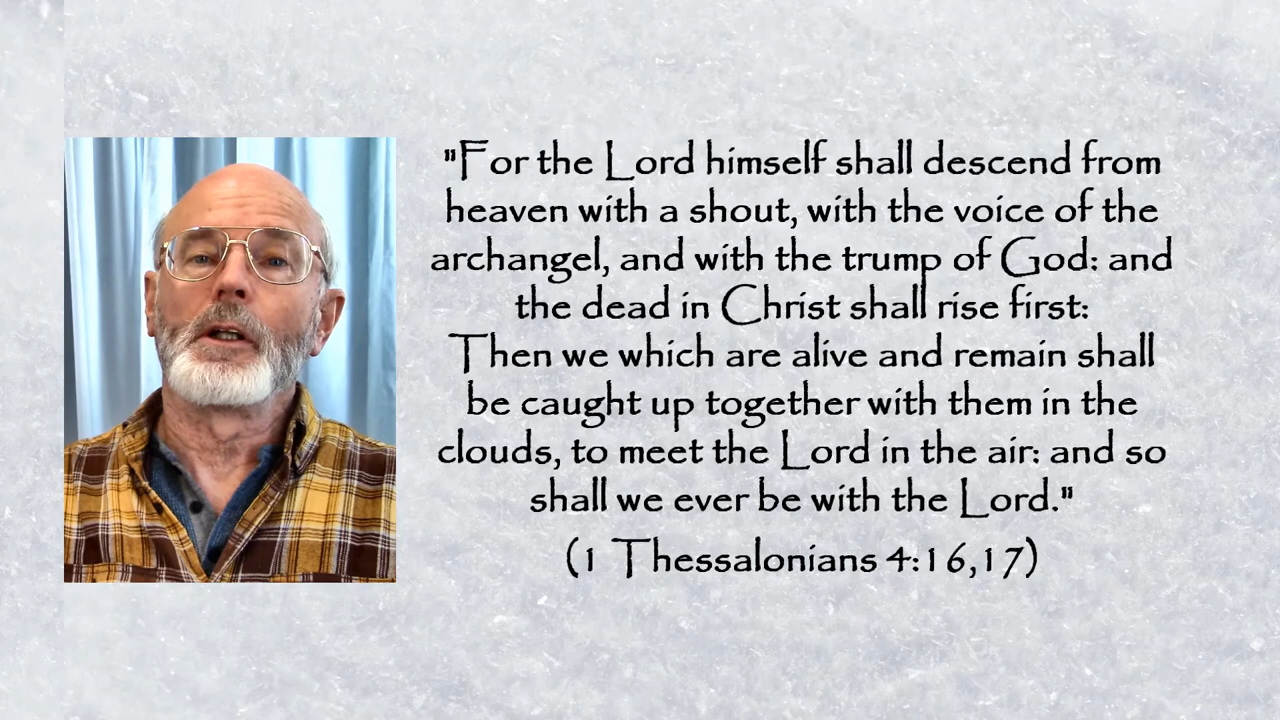 "For the Lord himself shall descend from
heaven with a shout, with the voice of the
archangel, and with the trump of God: and
the dead in Christ shall rise first:
Then we which are alive and remain shall
be caught up together with them in the
clouds, to meet the Lord in the air: and so
shall we ever be with the Lord."
(1 Thessalonians 4:16,17)